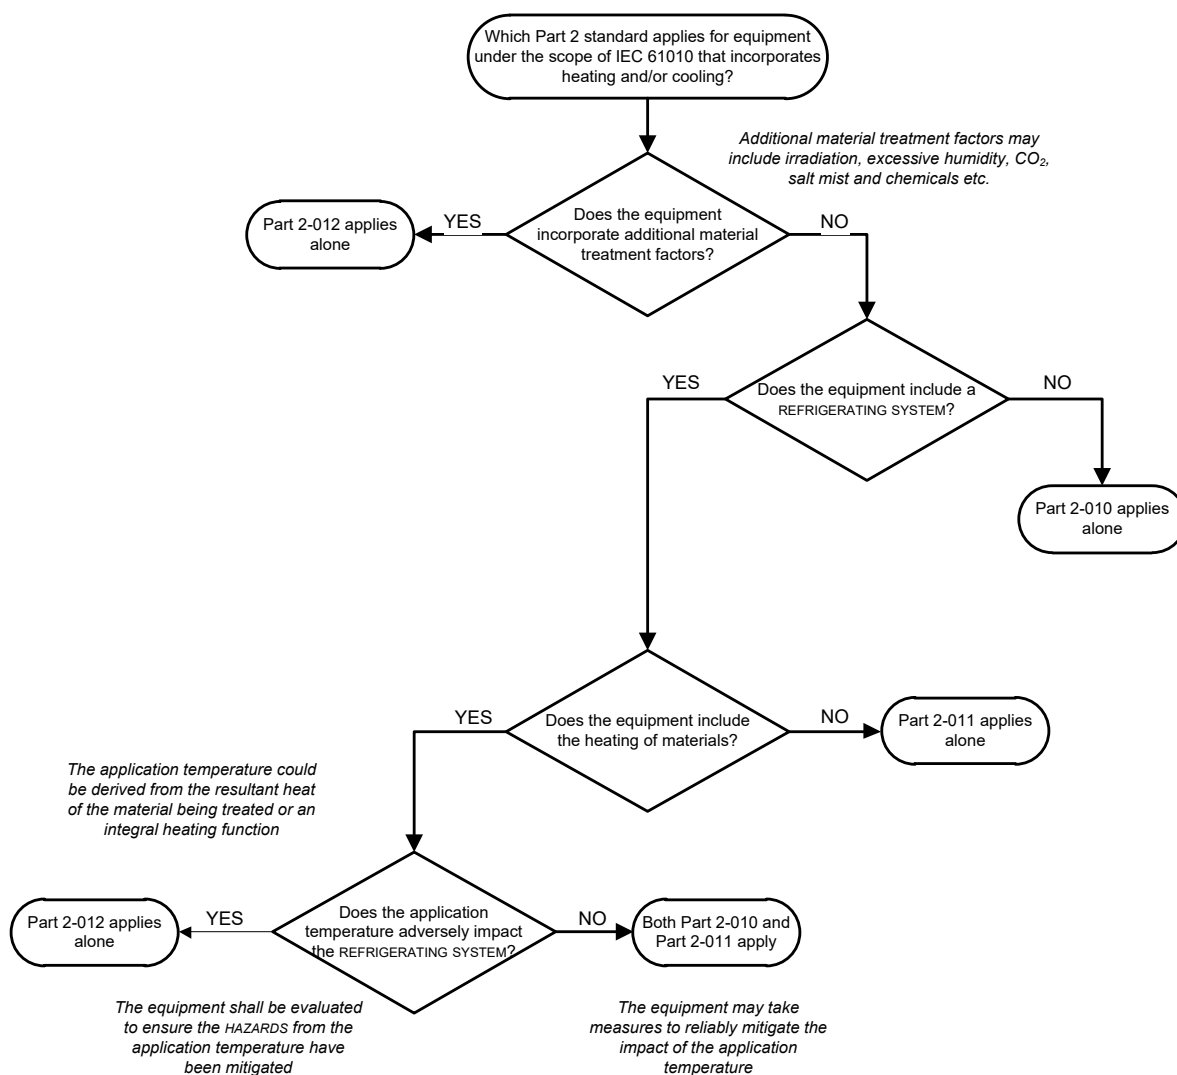 Which Part 2 standard applies for equipment
under the scope of IEC 61010 that incorporates
heating and/or cooling?
Additional material treatment factors may
include irradiation, excessive humidity, CO₂,
salt mist and chemicals etc.
Does the equipment
incorporate additional material
treatment factors?
YES
NO
Part 2-012 applies
alone
Does the equipment include a
REFRIGERATING SYSTEM?
YES
NO
Part 2-010 applies
alone
Does the equipment include
the heating of materials?
YES
NO
Part 2-011 applies
alone
The application temperature could
be derived from the resultant heat
of the material being treated or an
integral heating function
Does the application
temperature adversely impact
the REFRIGERATING SYSTEM?
YES
NO
Part 2-012 applies
alone
Both Part 2-010 and
Part 2-011 apply
The equipment shall be evaluated
to ensure the HAZARDS from the
application temperature have
been mitigated
The equipment may take
measures to reliably mitigate the
impact of the application
temperature